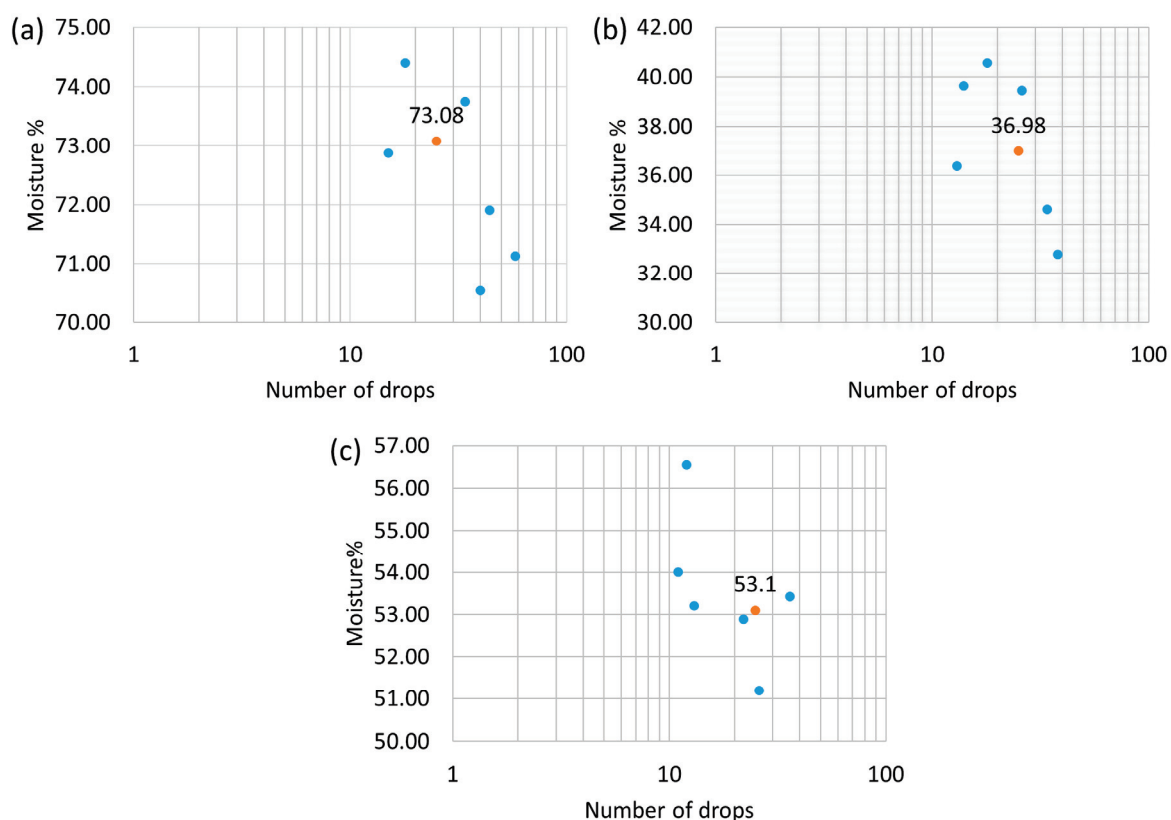 (a)
75.00
74.00
73.00
72.00
71.00
70.00
Moisture %
73.08
1 10 100
Number of drops
(b)
42.00
40.00
38.00
36.00
34.00
32.00
30.00
Moisture %
36.98
1 10 100
Number of drops
(c)
57.00
56.00
55.00
54.00
53.00
52.00
51.00
50.00
Moisture%
53.1
1 10 100
Number of drops